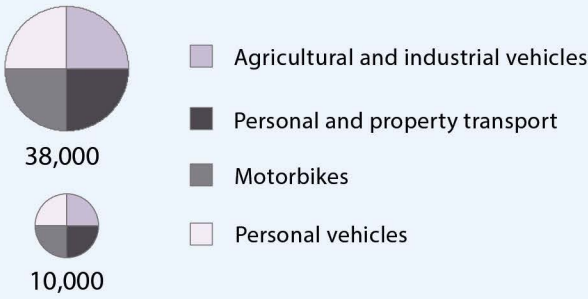 Agricultural and industrial vehicles
Personal and property transport
38,000
Motorbikes
Personal vehicles
10,000